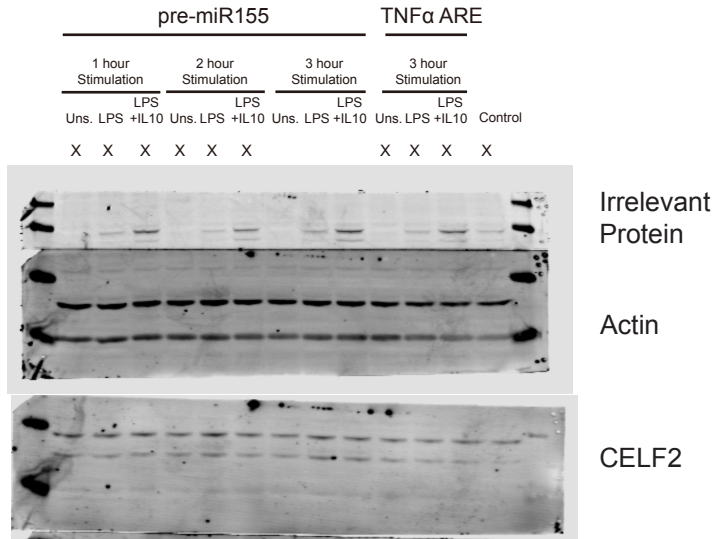 pre-miR155 TNFα ARE
1 hour Stimulation 2 hour Stimulation 3 hour Stimulation 3 hour Stimulation
Uns. LPS LPS +IL10 Uns. LPS LPS +IL10 Uns. LPS LPS +IL10 Uns. LPS LPS +IL10 Control
X X X X X X X X X X
Irrelevant
Protein
Actin
CELF2